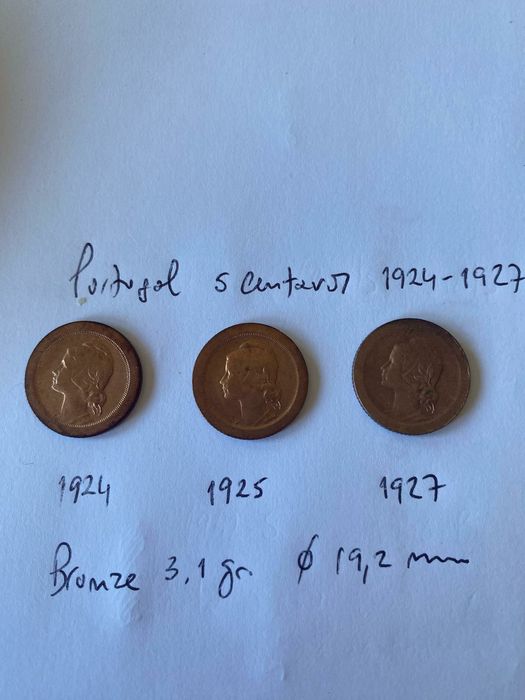 Portugal 5 centavos 1924-1927
1924 1925 1927
Bronze 3,1 gr. ϕ 19,2 mm